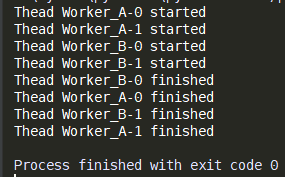 Thead Worker_A-0 started
Thead Worker_A-1 started
Thead Worker_B-0 started
Thead Worker_B-1 started
Thead Worker_B-0 finished
Thead Worker_A-0 finished
Thead Worker_B-1 finished
Thead Worker_A-1 finished
Process finished with exit code 0